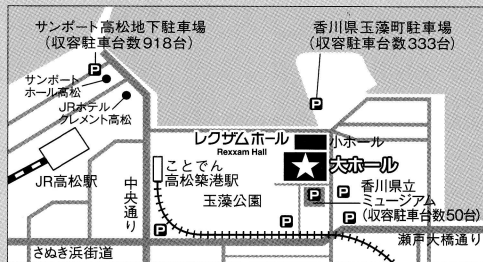 サンポート高松地下駐車場
(収容駐車台数918台)
香川県玉藻町駐車場
(収容駐車台数333台)
P
P
サンポート
ホール高松
JRホテル
クレメント高松
レクザムホール
Rexxam Hall
小ホール
大ホール
JR高松駅
中央通り
ことでん
高松築港駅
玉藻公園
P
P
香川県立
ミュージアム
(収容駐車台数50台)
P
P
P
さぬき浜街道
瀬戸大橋通り